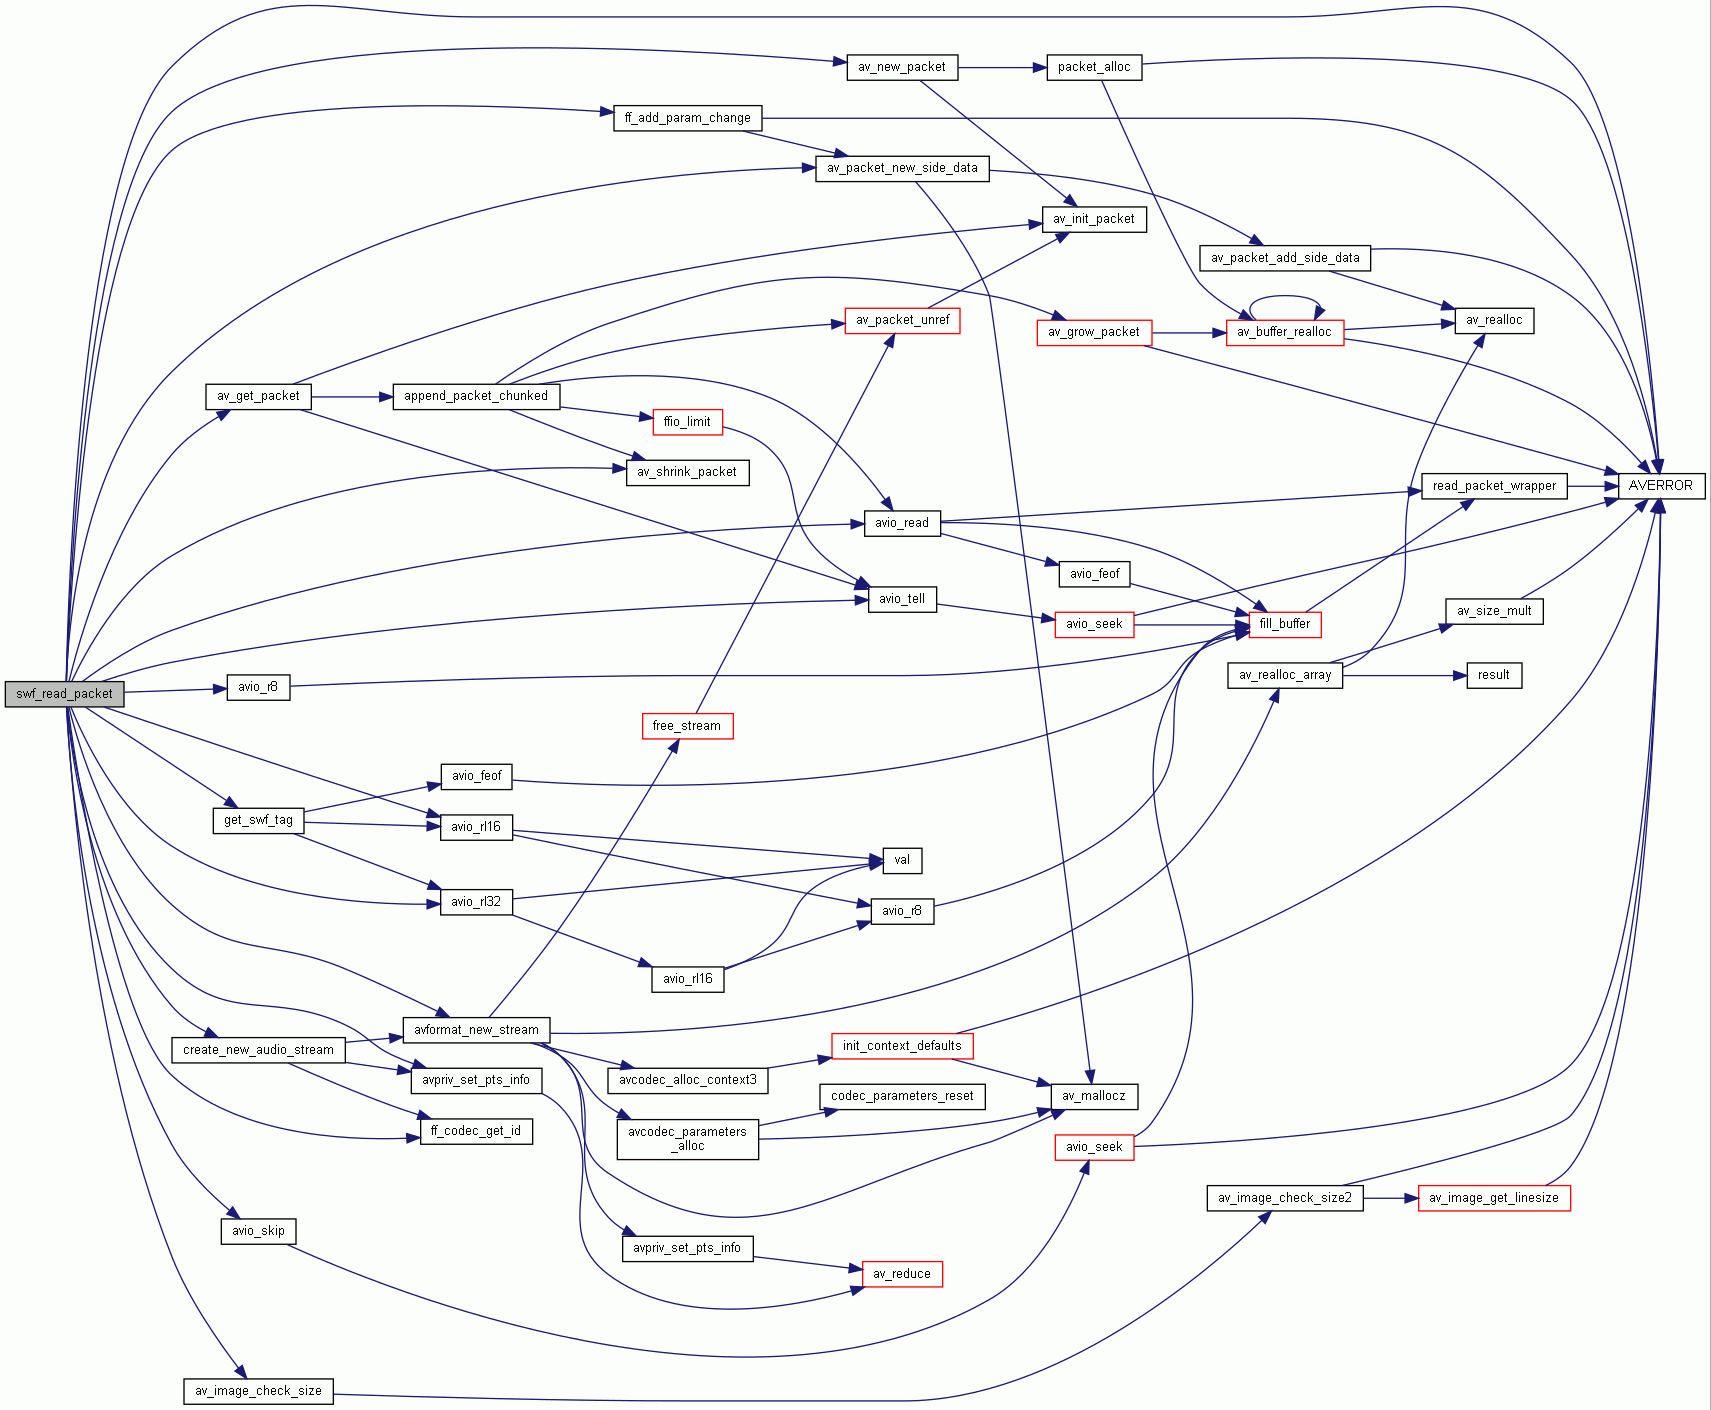 av_new_packet
packet_alloc
ff_add_param_change
av_packet_new_side_data
av_init_packet
av_packet_add_side_data
av_packet_unref
av_grow_packet
av_buffer_realloc
av_realloc
av_get_packet
append_packet_chunked
ffio_limit
av_shrink_packet
read_packet_wrapper
AVERROR
avio_read
avio_feof
avio_tell
avio_seek
fill_buffer
av_size_mult
swf_read_packet
avio_r8
av_realloc_array
result
free_stream
avio_feof
get_swf_tag
avio_rl16
val
avio_rl32
avio_r8
avio_rl16
avformat_new_stream
create_new_audio_stream
init_context_defaults
avpriv_set_pts_info
avcodec_alloc_context3
codec_parameters_reset
av_mallocz
ff_codec_get_id
avcodec_parameters
_alloc
avio_seek
av_image_check_size2
av_image_get_linesize
avio_skip
avpriv_set_pts_info
av_reduce
av_image_check_size